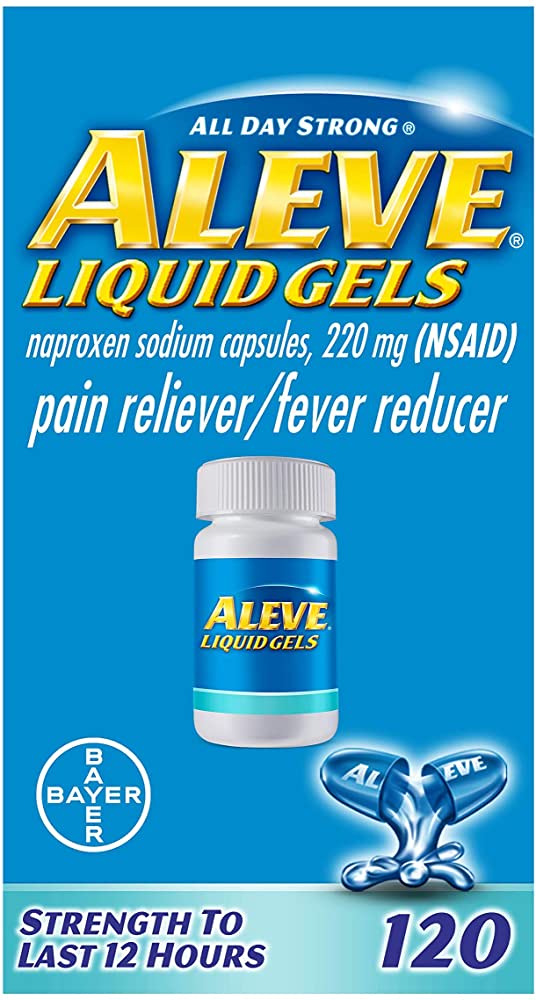 ALL DAY STRONG®
ALEVE®
LIQUID GELS
naproxen sodium capsules, 220 mg (NSAID)
pain reliever/fever reducer
ALEVE®
LIQUID GELS
BAYER
BAYER
ALEVE
STRENGTH TO
LAST 12 HOURS
120